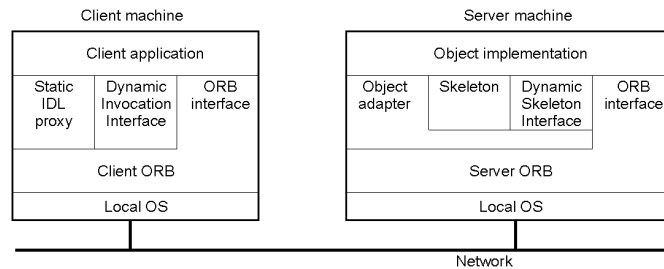 Client machine
Server machine
Client application
Object implementation
Static
IDL
proxy
Dynamic
Invocation
Interface
ORB
interface
Object
adapter
Skeleton
Dynamic
Skeleton
Interface
ORB
interface
Client ORB
Server ORB
Local OS
Local OS
Network